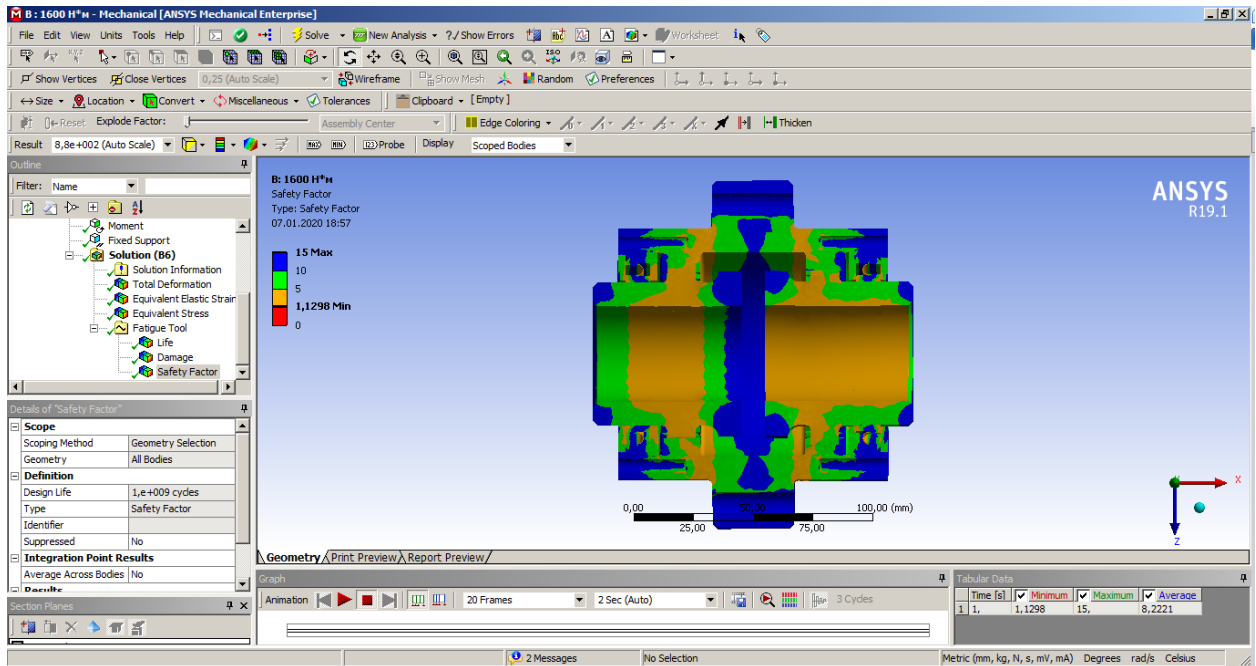 B : 1600 Н*м - Mechanical [ANSYS Mechanical Enterprise]
File Edit View Units Tools Help Solve New Analysis ?/ Show Errors Worksheet
Show Vertices Close Vertices 0,25 (Auto Scale) Wireframe Show Mesh Random Preferences
Size Location Convert Miscellaneous Tolerances Clipboard [Empty]
Reset Explode Factor: Assembly Center Edge Coloring Thicken
Result 8,8e+002 (Auto Scale) MAX MIN 123 Probe Display Scoped Bodies
Outline
Filter: Name
Moment
Fixed Support
Solution (B6)
Solution Information
Total Deformation
Equivalent Elastic Strain
Equivalent Stress
Fatigue Tool
Life
Damage
Safety Factor
Details of "Safety Factor"
Scope
Scoping Method Geometry Selection
Geometry All Bodies
Definition
Design Life 1,e+009 cycles
Type Safety Factor
Identifier
Suppressed No
Integration Point Results
Average Across Bodies No
Results
Section Planes
B: 1600 Н*м
Safety Factor
Type: Safety Factor
07.01.2020 18:57
15 Max
10
5
1,1298 Min
0
ANSYS
R19.1
0,00 50,00 100,00 (mm)
25,00 75,00
X
Z
Geometry Print Preview Report Preview
Graph
Animation 20 Frames 2 Sec (Auto) 3 Cycles
Tabular Data
Time [s] Minimum Maximum Average
1 1, 1,1298 15, 8,2221
2 Messages No Selection Metric (mm, kg, N, s, mV, mA) Degrees rad/s Celsius